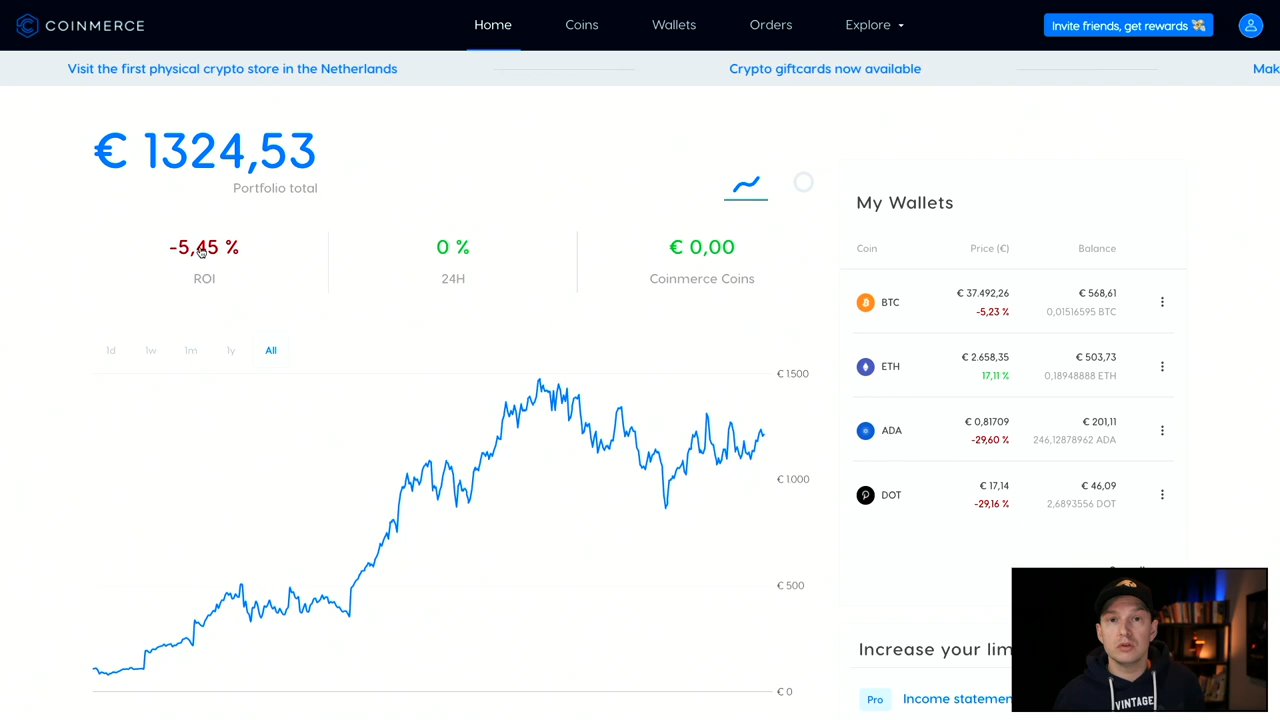 COINMERCE
Home
Coins
Wallets
Orders
Explore
Invite friends, get rewards 💸
Visit the first physical crypto store in the Netherlands
Crypto giftcards now available
Mak
€ 1324,53
Portfolio total
-5,45 %
ROI
0 %
24H
€ 0,00
Coinmerce Coins
1d
1w
1m
1y
All
€ 1500
€ 1000
€ 500
€ 0
My Wallets
Coin
Price (€)
Balance
BTC
€ 37.492,26
€ 568,61
-5,23 %
0,01516595 BTC
ETH
€ 2.658,35
€ 503,73
17,11 %
0,18948888 ETH
ADA
€ 0,81709
€ 201,11
-29,60 %
246,12878962 ADA
DOT
€ 17,14
€ 46,09
-29,16 %
2,6893556 DOT
Increase your lim
Pro
Income statemen
VINTAGE